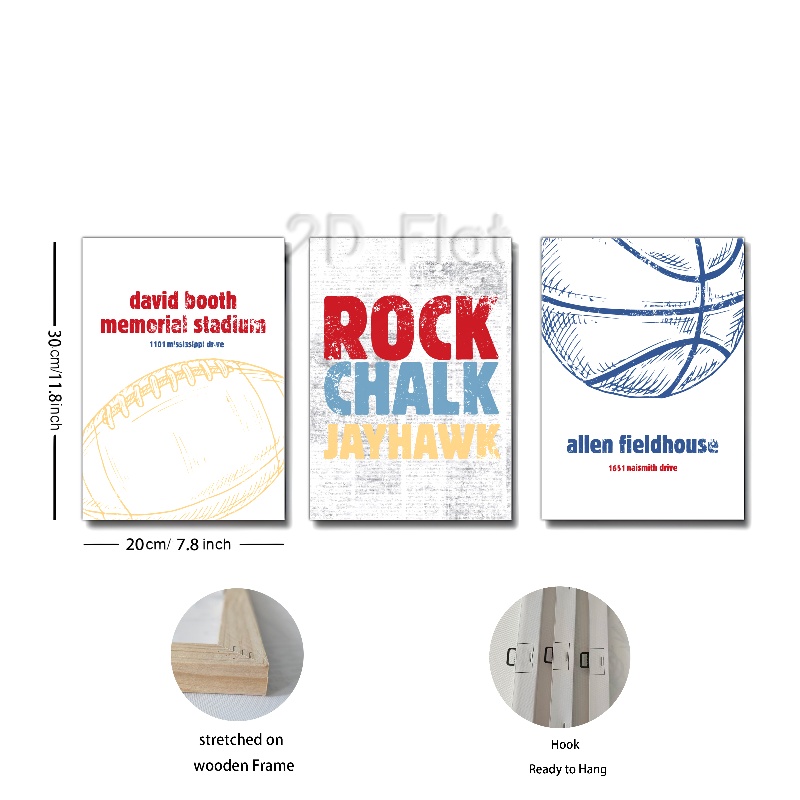 2D Flat
david booth
memorial stadium
1101 mississippi drive
ROCK
CHALK
JAYHAWK
allen fieldhouse
1651 naismith drive
30cm/11.8inch
20cm/ 7.8 inch
stretched on
wooden Frame
Hook
Ready to Hang